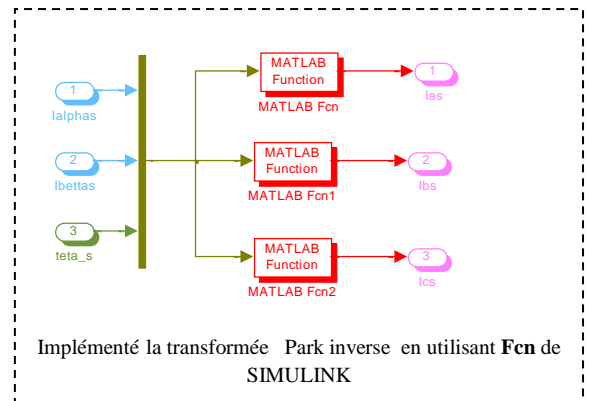 1
Ialphas
2
Ibettas
3
teta_s
MATLAB
Function
MATLAB Fcn
1
Ias
MATLAB
Function
MATLAB Fcn1
2
Ibs
MATLAB
Function
MATLAB Fcn2
3
Ics
Implémenté la transformée Park inverse en utilisant Fcn de
SIMULINK